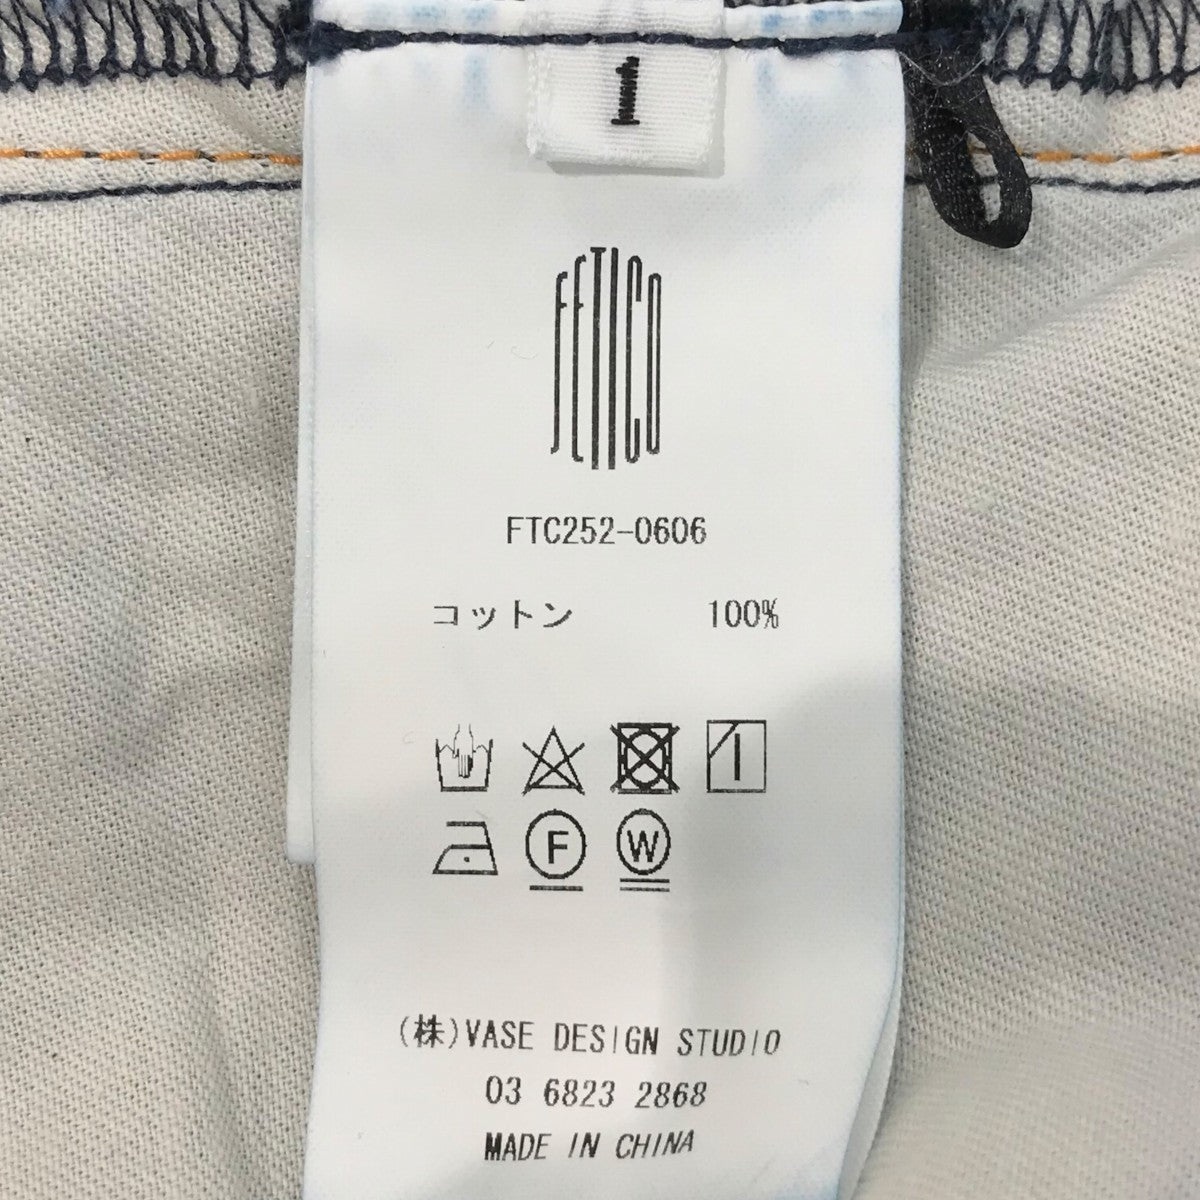 1
FETICO
FTC252-0606
コットン 100%
F W
(株)VASE DESIGN STUDIO
03 6823 2868
MADE IN CHINA